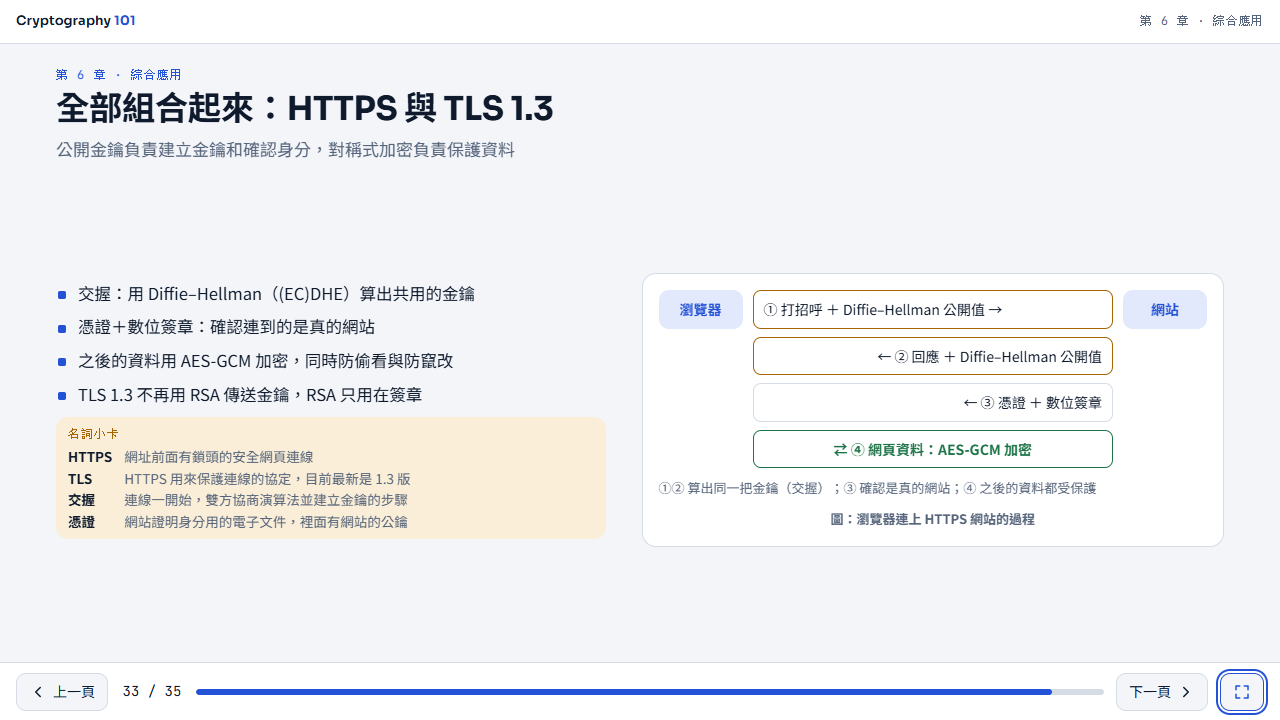 Cryptography 101
第 6 章 · 綜合應用
第 6 章 · 綜合應用
全部組合起來：HTTPS 與 TLS 1.3
公開金鑰負責建立金鑰和確認身分，對稱式加密負責保護資料
交握：用 Diffie–Hellman（(EC)DHE）算出共用的金鑰
憑證＋數位簽章：確認連到的是真的網站
之後的資料用 AES-GCM 加密，同時防偷看與防竄改
TLS 1.3 不再用 RSA 傳送金鑰，RSA 只用在簽章
名詞小卡
HTTPS 網址前面有鎖頭的安全網頁連線
TLS HTTPS 用來保護連線的協定，目前最新是 1.3 版
交握 連線一開始，雙方協商演算法並建立金鑰的步驟
憑證 網站證明身分用的電子文件，裡面有網站的公鑰
瀏覽器
① 打招呼 ＋ Diffie–Hellman 公開值 →
網站
← ② 回應 ＋ Diffie–Hellman 公開值
← ③ 憑證 ＋ 數位簽章
⇄ ④ 網頁資料：AES-GCM 加密
①② 算出同一把金鑰（交握）；③ 確認是真的網站；④ 之後的資料都受保護
圖：瀏覽器連上 HTTPS 網站的過程
上一頁
33 / 35
下一頁